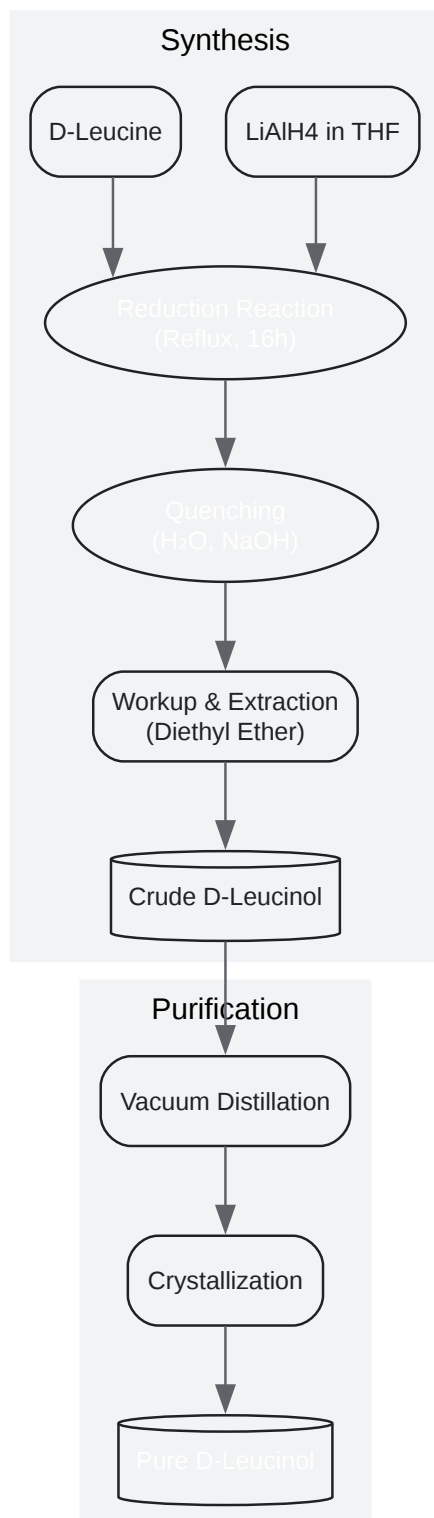 Synthesis
D-Leucine
LiAlH4 in THF
Reduction Reaction
(Reflux, 16h)
Quenching
(H₂O, NaOH)
Workup & Extraction
(Diethyl Ether)
Crude D-Leucinol
Purification
Vacuum Distillation
Crystallization
Pure D-Leucinol